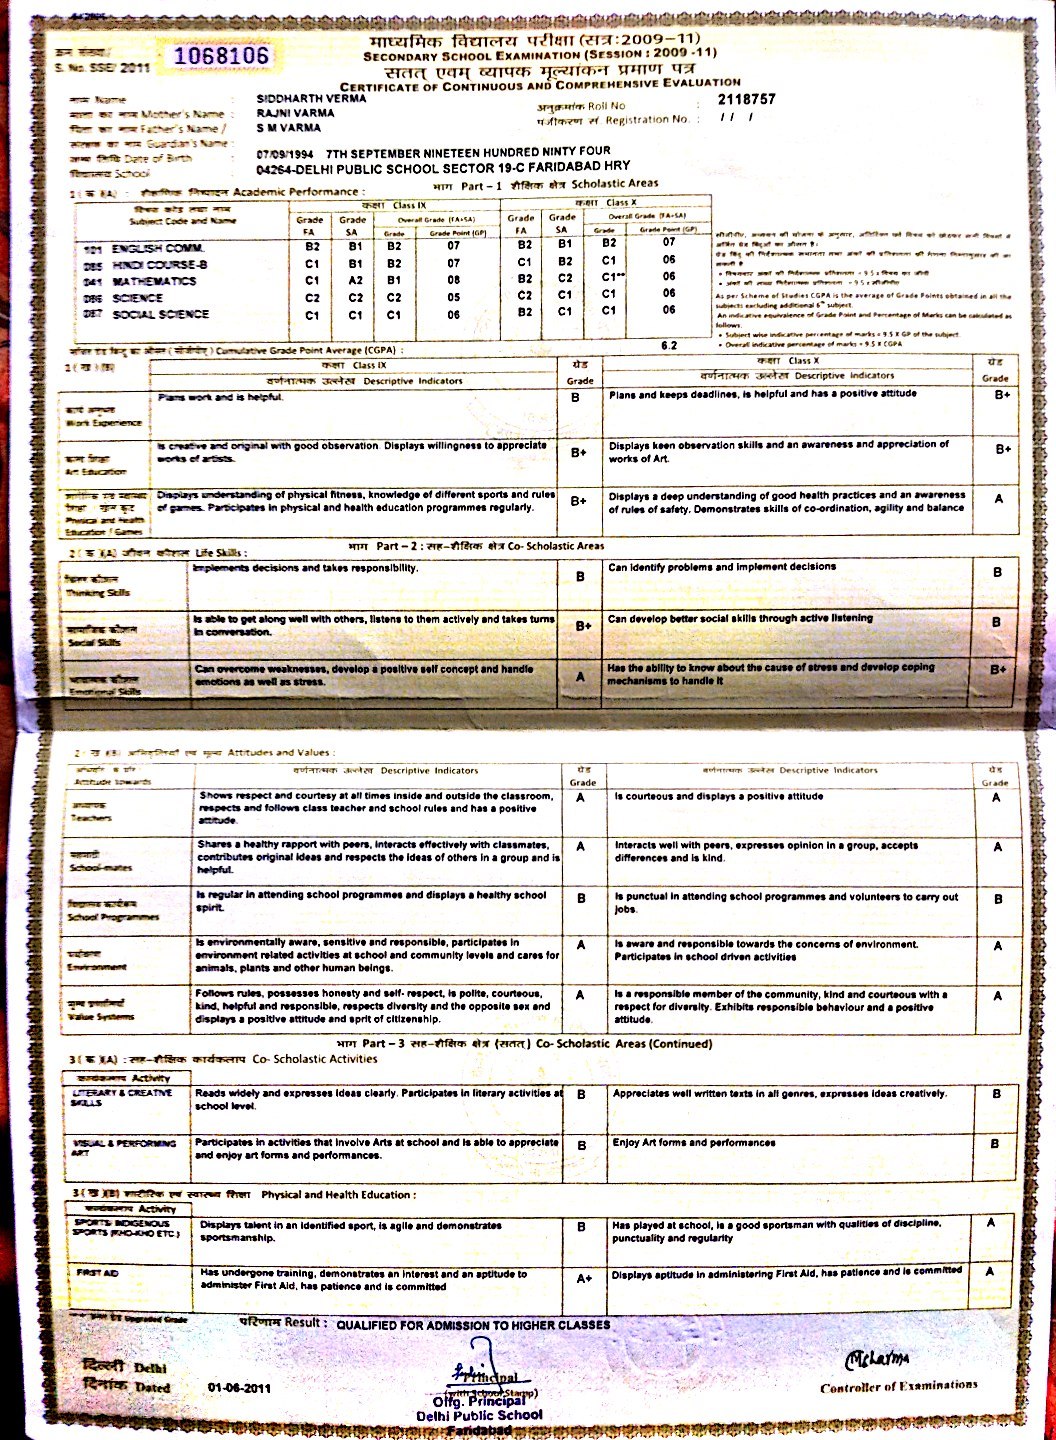 क्रम संख्या/
S. No. SSE/ 2011 1068106
माध्यमिक विद्यालय परीक्षा (सत्र:2009–11)
SECONDARY SCHOOL EXAMINATION (SESSION : 2009 -11)
सतत् एवम् व्यापक मूल्यांकन प्रमाण पत्र
CERTIFICATE OF CONTINUOUS AND COMPREHENSIVE EVALUATION
नाम Name : SIDDHARTH VERMA
अनुक्रमांक Roll No : 2118757
माता का नाम Mother's Name : RAJNI VARMA
पंजीकरण सं Registration No. : / / /
पिता का नाम Father's Name / S M VARMA
संरक्षक का नाम Guardian's Name :
जन्म तिथि Date of Birth : 07/09/1994 7TH SEPTEMBER NINETEEN HUNDRED NINTY FOUR
विद्यालय School : 04264-DELHI PUBLIC SCHOOL SECTOR 19-C FARIDABAD HRY
भाग Part–1 शैक्षिक क्षेत्र Scholastic Areas
1 (क )(A) : शैक्षणिक निष्पादन Academic Performance :
विषय कोड तथा नाम
Subject Code and Name
कक्षा Class IX
कक्षा Class X
Grade FA Grade SA Overall Grade (FA+SA) Grade Grade Point (GP)
Grade FA Grade SA Overall Grade (FA+SA) Grade Grade Point (GP)
101 ENGLISH COMM. B2 B1 B2 07 B2 B1 B2 07
085 HINDI COURSE-B C1 B1 B2 07 C1 B2 C1 06
041 MATHEMATICS C1 A2 B1 08 B2 C2 C1** 06
086 SCIENCE C2 C2 C2 05 C2 C1 C1 06
087 SOCIAL SCIENCE C1 C1 C1 06 B2 C1 C1 06
As per Scheme of Studies CGPA is the average of Grade Points obtained in all the
subjects excluding additional 6th subject.
An indicative equivalence of Grade Point and Percentage of Marks can be calculated as
follows.
• Subject wise indicative percentage of marks = 9.5 X GP of the subject
• Overall indicative percentage of marks = 9.5 X CGPA
Cumulative Grade Point Average (CGPA) : 6.2
1 (ख )(B)
कक्षा Class IX
वर्णनात्मक उल्लेख Descriptive Indicators
ग्रेड Grade
कक्षा Class X
वर्णनात्मक उल्लेख Descriptive Indicators
ग्रेड Grade
कार्य अनुभव
Work Experience
Plans work and is helpful.
B
Plans and keeps deadlines, is helpful and has a positive attitude
B+
कला शिक्षा
Art Education
Is creative and original with good observation. Displays willingness to appreciate
works of artists.
B+
Displays keen observation skills and an awareness and appreciation of
works of Art.
B+
Physical and Health
Education / Games
Displays understanding of physical fitness, knowledge of different sports and rules
of games. Participates in physical and health education programmes regularly.
B+
Displays a deep understanding of good health practices and an awareness
of rules of safety. Demonstrates skills of co-ordination, agility and balance
A
भाग Part–2 : सह–शैक्षिक क्षेत्र Co- Scholastic Areas
2 ( क )(A) जीवन कौशल Life Skills :
चिंतन कौशल
Thinking Skills
Implements decisions and takes responsibility.
B
Can identify problems and implement decisions
B
सामाजिक कौशल
Social Skills
Is able to get along well with others, listens to them actively and takes turns
in conversation.
B+
Can develop better social skills through active listening
B
भावनात्मक कौशल
Emotional Skills
Can overcome weaknesses, develop a positive self concept and handle
emotions as well as stress.
A
Has the ability to know about the cause of stress and develop coping
mechanisms to handle it
B+
2 ( ख )(B) अभिवृत्तियाँ एवं मूल्य Attitudes and Values :
Attitude towards
वर्णनात्मक उल्लेख Descriptive Indicators
ग्रेड Grade
वर्णनात्मक उल्लेख Descriptive Indicators
ग्रेड Grade
अध्यापक
Teachers
Shows respect and courtesy at all times inside and outside the classroom,
respects and follows class teacher and school rules and has a positive
attitude.
A
Is courteous and displays a positive attitude
A
सहपाठी
School-mates
Shares a healthy rapport with peers, interacts effectively with classmates,
contributes original ideas and respects the ideas of others in a group and is
helpful.
A
Interacts well with peers, expresses opinion in a group, accepts
differences and is kind.
A
विद्यालय कार्यक्रम
School Programmes
Is regular in attending school programmes and displays a healthy school
spirit.
B
Is punctual in attending school programmes and volunteers to carry out
jobs.
B
पर्यावरण
Environment
Is environmentally aware, sensitive and responsible, participates in
environment related activities at school and community levels and cares for
animals, plants and other human beings.
A
Is aware and responsible towards the concerns of environment.
Participates in school driven activities
A
मूल्य प्रणालियां
Value Systems
Follows rules, possesses honesty and self- respect, is polite, courteous,
kind, helpful and responsible, respects diversity and the opposite sex and
displays a positive attitude and sprit of citizenship.
A
Is a responsible member of the community, kind and courteous with a
respect for diversity. Exhibits responsible behaviour and a positive
attitude.
A
भाग Part–3 सह–शैक्षिक क्षेत्र (सतत्) Co- Scholastic Areas (Continued)
3 ( क )(A) : सह–शैक्षिक कार्यकलाप Co- Scholastic Activities
कार्यकलाप Activity
LITERARY & CREATIVE
SKILLS
Reads widely and expresses ideas clearly. Participates in literary activities at
school level.
B
Appreciates well written texts in all genres, expresses ideas creatively.
B
VISUAL & PERFORMING
ART
Participates in activities that involve Arts at school and is able to appreciate
and enjoy art forms and performances.
B
Enjoy Art forms and performances
B
3 ( ख )(B) शारीरिक एवं स्वास्थ्य शिक्षा Physical and Health Education :
कार्यकलाप Activity
SPORTS/ INDIGENOUS
SPORTS (KHO-KHO ETC.)
Displays talent in an identified sport, is agile and demonstrates
sportsmanship.
B
Has played at school, is a good sportsman with qualities of discipline,
punctuality and regularity
A
FIRST AID
Has undergone training, demonstrates an interest and an aptitude to
administer First Aid, has patience and is committed
A+
Displays aptitude in administering First Aid, has patience and is committed
A
Upgraded Grade
परिणाम Result : QUALIFIED FOR ADMISSION TO HIGHER CLASSES
दिल्ली Delhi
दिनांक Dated 01-06-2011
Principal
(with School Stamp)
Offg. Principal
Delhi Public School
Faridabad
Controller of Examinations